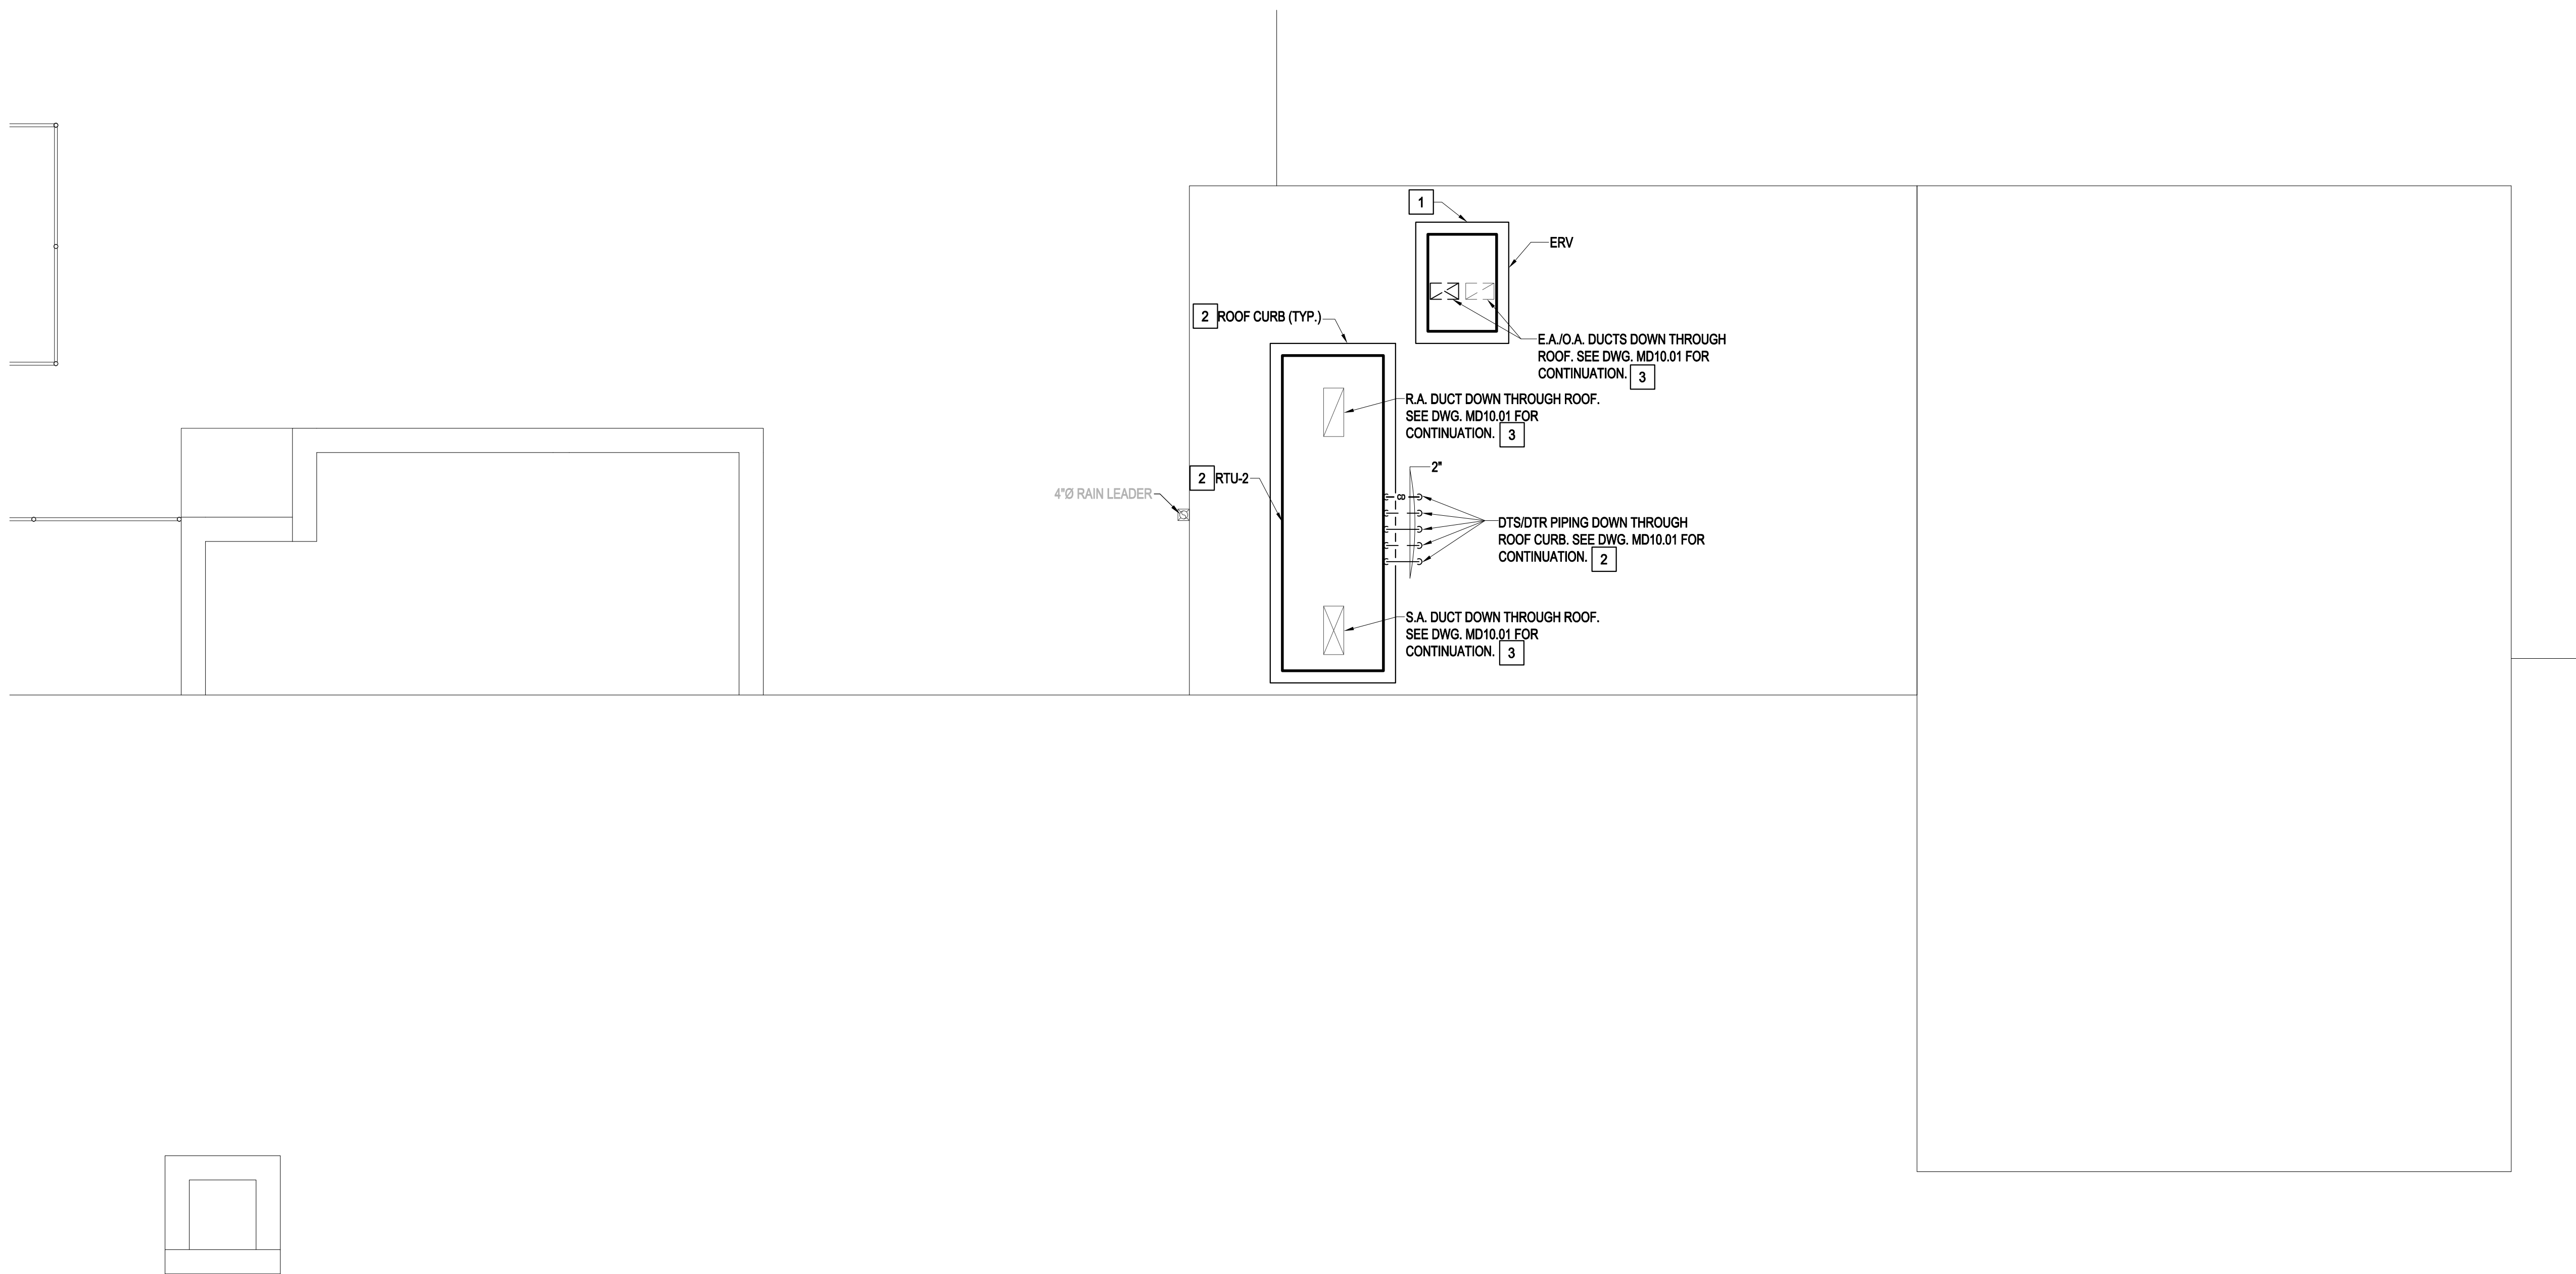 1
ERV
2 ROOF CURB (TYP.)
E.A./O.A. DUCTS DOWN THROUGH
ROOF. SEE DWG. MD10.01 FOR
CONTINUATION. 3
R.A. DUCT DOWN THROUGH ROOF.
SEE DWG. MD10.01 FOR
CONTINUATION. 3
2"
2 RTU-2
4"Ø RAIN LEADER
DTS/DTR PIPING DOWN THROUGH
ROOF CURB. SEE DWG. MD10.01 FOR
CONTINUATION. 2
S.A. DUCT DOWN THROUGH ROOF.
SEE DWG. MD10.01 FOR
CONTINUATION. 3